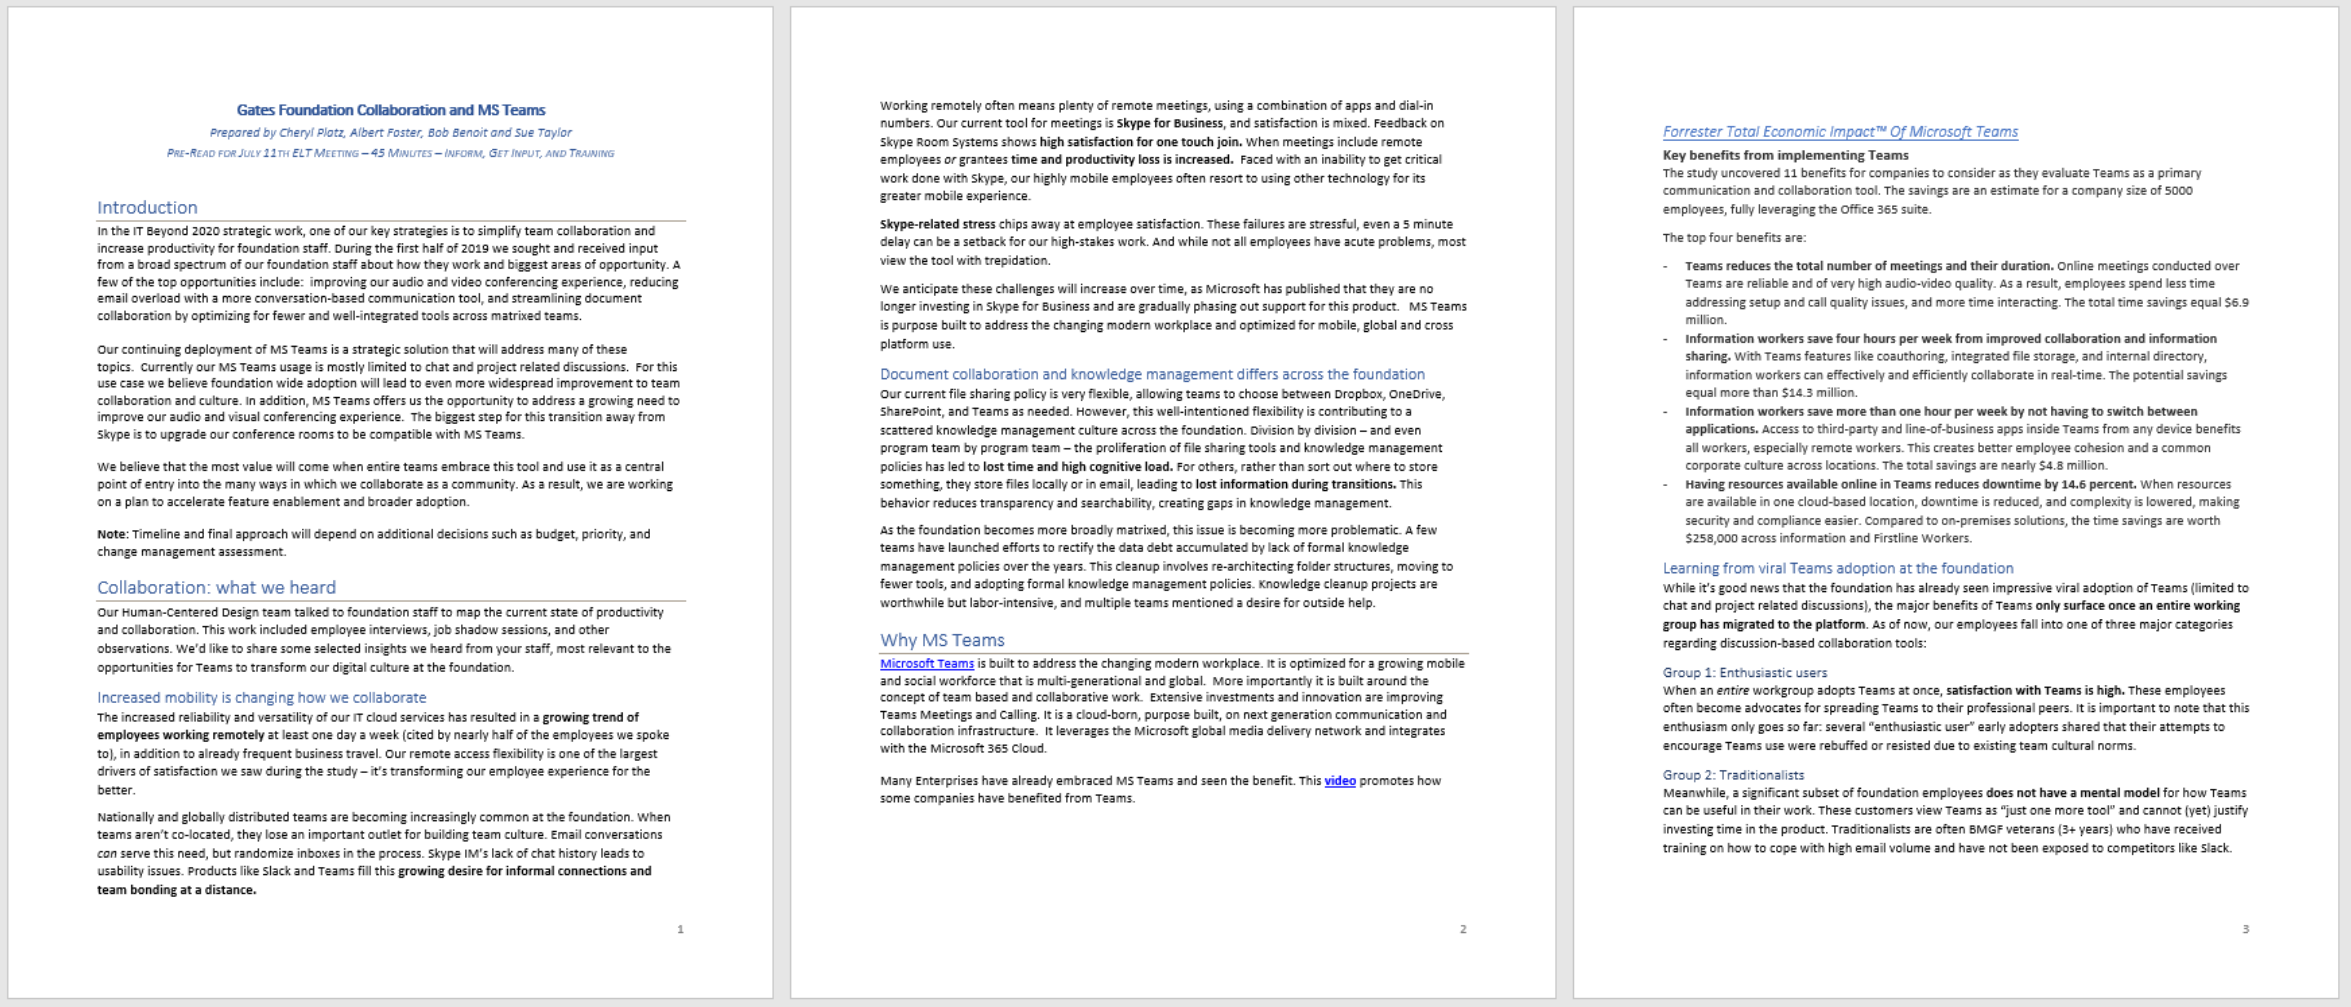 Gates Foundation Collaboration and MS Teams
Prepared by Cheryl Platz, Albert Foster, Bob Benoit and Sue Taylor
Pre-Read for July 11th ELT Meeting – 45 Minutes – Inform, Get Input, and Training
Introduction
In the IT Beyond 2020 strategic work, one of our key strategies is to simplify team collaboration and
increase productivity for foundation staff. During the first half of 2019 we sought and received input
from a broad spectrum of our foundation staff about how they work and biggest areas of opportunity. A
few of the top opportunities include:  improving our audio and video conferencing experience, reducing
email overload with a more conversation-based communication tool, and streamlining document
collaboration by optimizing for fewer and well-integrated tools across matrixed teams.
Our continuing deployment of MS Teams is a strategic solution that will address many of these
topics.  Currently our MS Teams usage is mostly limited to chat and project related discussions.  For this
use case we believe foundation wide adoption will lead to even more widespread improvement to team
collaboration and culture. In addition, MS Teams offers us the opportunity to address a growing need to
improve our audio and visual conferencing experience.  The biggest step for this transition away from
Skype is to upgrade our conference rooms to be compatible with MS Teams.
We believe that the most value will come when entire teams embrace this tool and use it as a central
point of entry into the many ways in which we collaborate as a community. As a result, we are working
on a plan to accelerate feature enablement and broader adoption.
Note: Timeline and final approach will depend on additional decisions such as budget, priority, and
change management assessment.
Collaboration: what we heard
Our Human-Centered Design team talked to foundation staff to map the current state of productivity
and collaboration. This work included employee interviews, job shadow sessions, and other
observations. We'd like to share some selected insights we heard from your staff, most relevant to the
opportunities for Teams to transform our digital culture at the foundation.
Increased mobility is changing how we collaborate
The increased reliability and versatility of our IT cloud services has resulted in a growing trend of
employees working remotely at least one day a week (cited by nearly half of the employees we spoke
to), in addition to already frequent business travel. Our remote access flexibility is one of the largest
drivers of satisfaction we saw during the study – it's transforming our employee experience for the
better.
Nationally and globally distributed teams are becoming increasingly common at the foundation. When
teams aren't co-located, they lose an important outlet for building team culture. Email conversations
can serve this need, but randomize inboxes in the process. Skype IM's lack of chat history leads to
usability issues. Products like Slack and Teams fill this growing desire for informal connections and
team bonding at a distance.
1
Working remotely often means plenty of remote meetings, using a combination of apps and dial-in
numbers. Our current tool for meetings is Skype for Business, and satisfaction is mixed. Feedback on
Skype Room Systems shows high satisfaction for one touch join. When meetings include remote
employees or grantees time and productivity loss is increased.  Faced with an inability to get critical
work done with Skype, our highly mobile employees often resort to using other technology for its
greater mobile experience.
Skype-related stress chips away at employee satisfaction. These failures are stressful, even a 5 minute
delay can be a setback for our high-stakes work. And while not all employees have acute problems, most
view the tool with trepidation.
We anticipate these challenges will increase over time, as Microsoft has published that they are no
longer investing in Skype for Business and are gradually phasing out support for this product.   MS Teams
is purpose built to address the changing modern workplace and optimized for mobile, global and cross
platform use.
Document collaboration and knowledge management differs across the foundation
Our current file sharing policy is very flexible, allowing teams to choose between Dropbox, OneDrive,
SharePoint, and Teams as needed. However, this well-intentioned flexibility is contributing to a
scattered knowledge management culture across the foundation. Division by division – and even
program team by program team – the proliferation of file sharing tools and knowledge management
policies has led to lost time and high cognitive load. For others, rather than sort out where to store
something, they store files locally or in email, leading to lost information during transitions. This
behavior reduces transparency and searchability, creating gaps in knowledge management.
As the foundation becomes more broadly matrixed, this issue is becoming more problematic. A few
teams have launched efforts to rectify the data debt accumulated by lack of formal knowledge
management policies over the years. This cleanup involves re-architecting folder structures, moving to
fewer tools, and adopting formal knowledge management policies. Knowledge cleanup projects are
worthwhile but labor-intensive, and multiple teams mentioned a desire for outside help.
Why MS Teams
Microsoft Teams is built to address the changing modern workplace. It is optimized for a growing mobile
and social workforce that is multi-generational and global.  More importantly it is built around the
concept of team based and collaborative work.  Extensive investments and innovation are improving
Teams Meetings and Calling. It is a cloud-born, purpose built, on next generation communication and
collaboration infrastructure.  It leverages the Microsoft global media delivery network and integrates
with the Microsoft 365 Cloud.
Many Enterprises have already embraced MS Teams and seen the benefit. This video promotes how
some companies have benefited from Teams.
2
Forrester Total Economic Impact™ Of Microsoft Teams
Key benefits from implementing Teams
The study uncovered 11 benefits for companies to consider as they evaluate Teams as a primary
communication and collaboration tool. The savings are an estimate for a company size of 5000
employees, fully leveraging the Office 365 suite.
The top four benefits are:
- Teams reduces the total number of meetings and their duration. Online meetings conducted over
Teams are reliable and of very high audio-video quality. As a result, employees spend less time
addressing setup and call quality issues, and more time interacting. The total time savings equal $6.9
million.
- Information workers save four hours per week from improved collaboration and information
sharing. With Teams features like coauthoring, integrated file storage, and internal directory,
information workers can effectively and efficiently collaborate in real-time. The potential savings
equal more than $14.3 million.
- Information workers save more than one hour per week by not having to switch between
applications. Access to third-party and line-of-business apps inside Teams from any device benefits
all workers, especially remote workers. This creates better employee cohesion and a common
corporate culture across locations. The total savings are nearly $4.8 million.
- Having resources available online in Teams reduces downtime by 14.6 percent. When resources
are available in one cloud-based location, downtime is reduced, and complexity is lowered, making
security and compliance easier. Compared to on-premises solutions, the time savings are worth
$258,000 across information and Firstline Workers.
Learning from viral Teams adoption at the foundation
While it's good news that the foundation has already seen impressive viral adoption of Teams (limited to
chat and project related discussions), the major benefits of Teams only surface once an entire working
group has migrated to the platform. As of now, our employees fall into one of three major categories
regarding discussion-based collaboration tools:
Group 1: Enthusiastic users
When an entire workgroup adopts Teams at once, satisfaction with Teams is high. These employees
often become advocates for spreading Teams to their professional peers. It is important to note that this
enthusiasm only goes so far: several “enthusiastic user” early adopters shared that their attempts to
encourage Teams use were rebuffed or resisted due to existing team cultural norms.
Group 2: Traditionalists
Meanwhile, a significant subset of foundation employees does not have a mental model for how Teams
can be useful in their work. These customers view Teams as “just one more tool” and cannot (yet) justify
investing time in the product. Traditionalists are often BMGF veterans (3+ years) who have received
training on how to cope with high email volume and have not been exposed to competitors like Slack.
3